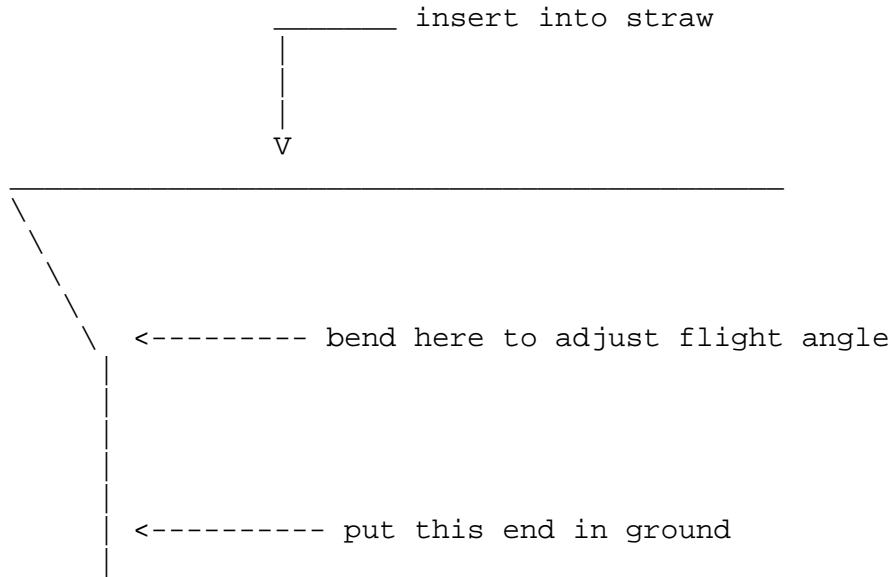 insert into straw
V
<--------- bend here to adjust flight angle
<---------- put this end in ground